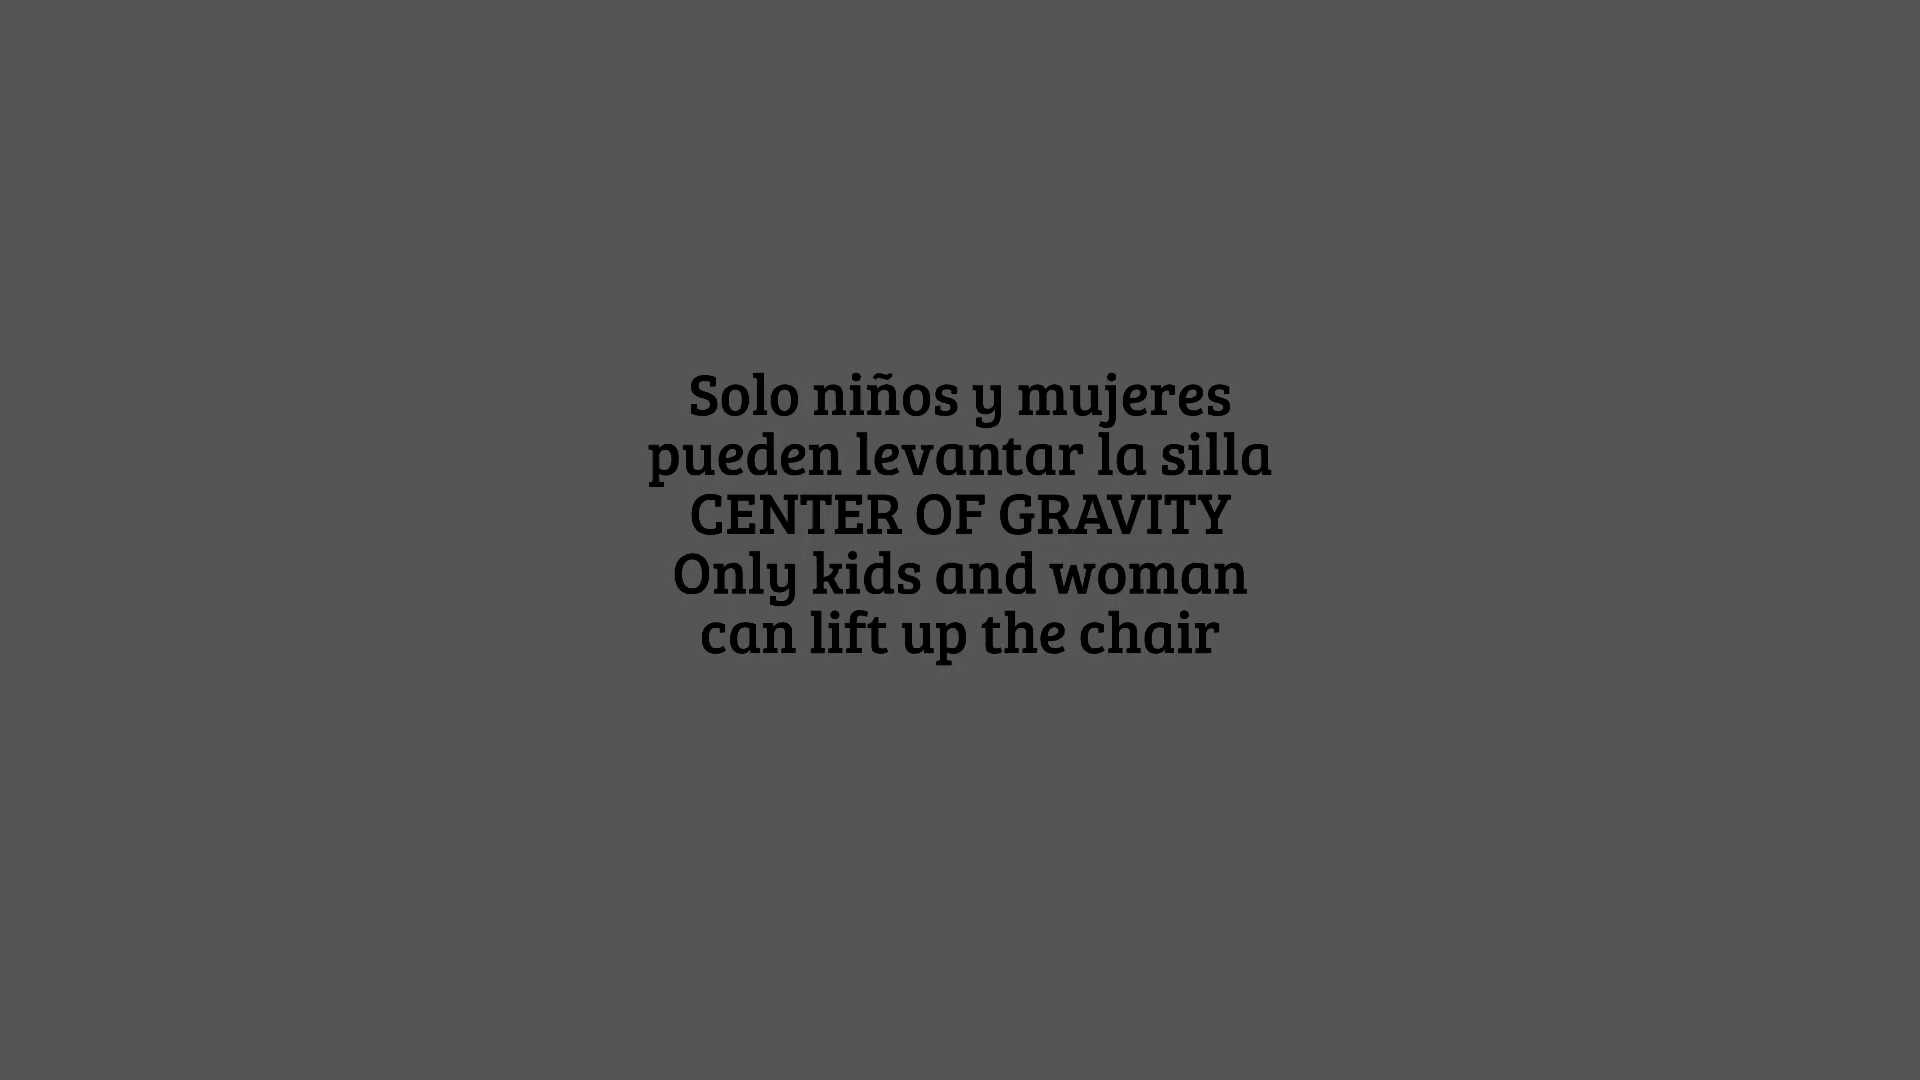 Solo niños y mujeres
pueden levantar la silla
CENTER OF GRAVITY
Only kids and woman
can lift up the chair